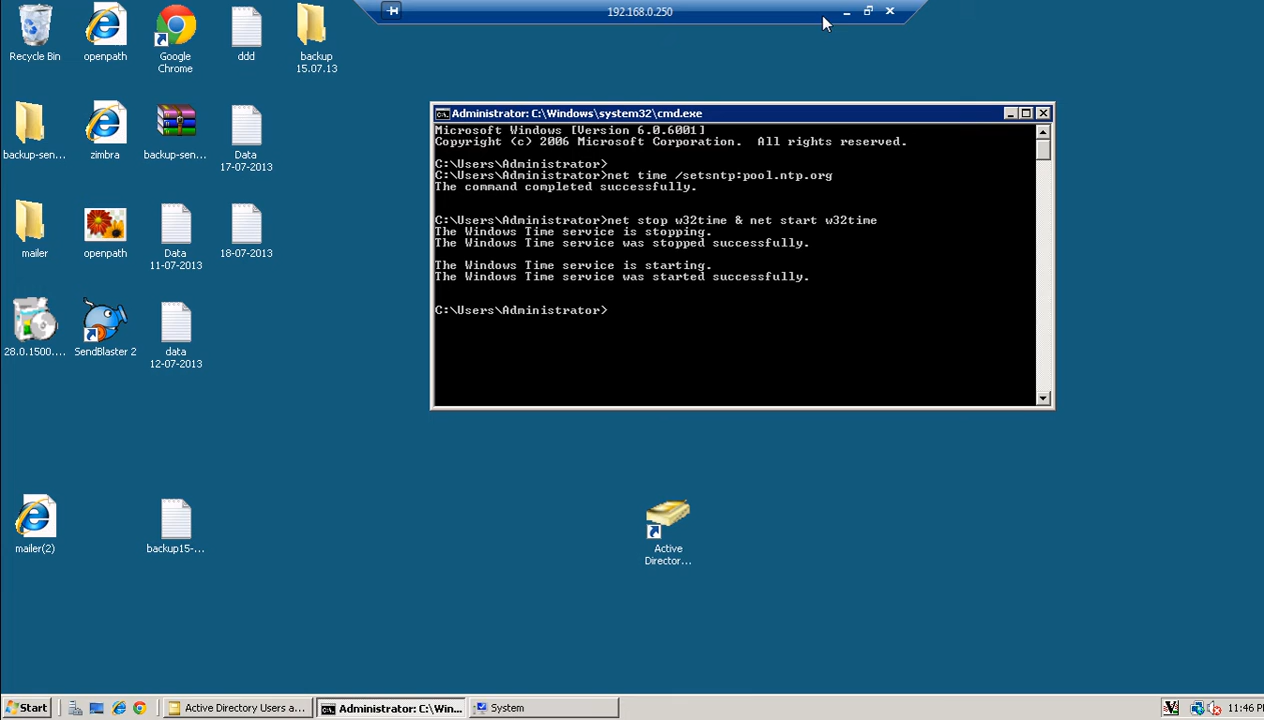 192.168.0.250
Recycle Bin
openpath
Google
Chrome
ddd
backup
15.07.13
backup-sen...
zimbra
backup-sen...
Data
17-07-2013
mailer
openpath
Data
11-07-2013
18-07-2013
28.0.1500....
SendBlaster 2
data
12-07-2013
mailer(2)
backup15-...
Administrator: C:\Windows\system32\cmd.exe
Microsoft Windows [Version 6.0.6001]
Copyright (c) 2006 Microsoft Corporation.  All rights reserved.
C:\Users\Administrator>
C:\Users\Administrator>net time /setsntp:pool.ntp.org
The command completed successfully.
C:\Users\Administrator>net stop w32time & net start w32time
The Windows Time service is stopping.
The Windows Time service was stopped successfully.
The Windows Time service is starting.
The Windows Time service was started successfully.
C:\Users\Administrator>
Active
Director...
Start
Active Directory Users a...
Administrator: C:\Win...
System
11:46 P